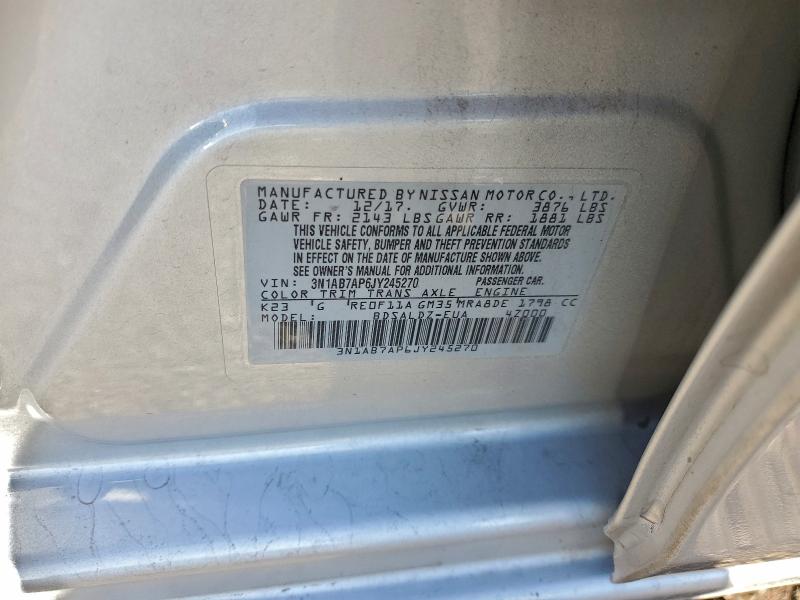 MANUFACTURED BY NISSAN MOTOR CO., LTD.
DATE: 12/17. GVWR: 3876 LBS
GAWR FR: 2143 LBS GAWR RR: 1881 LBS
THIS VEHICLE CONFORMS TO ALL APPLICABLE FEDERAL MOTOR
VEHICLE SAFETY, BUMPER AND THEFT PREVENTION STANDARDS
IN EFFECT ON THE DATE OF MANUFACTURE SHOWN ABOVE.
SEE OWNER'S MANUAL FOR ADDITIONAL INFORMATION.
VIN: 3N1AB7AP6JY245270 PASSENGER CAR.
COLOR TRIM TRANS AXLE ENGINE
K23 'G 'RE0F11A GM35'MRA8DE 1798 CC
MODEL: BDSALDZ-EUA 4Z000
3N1AB7AP6JY245270